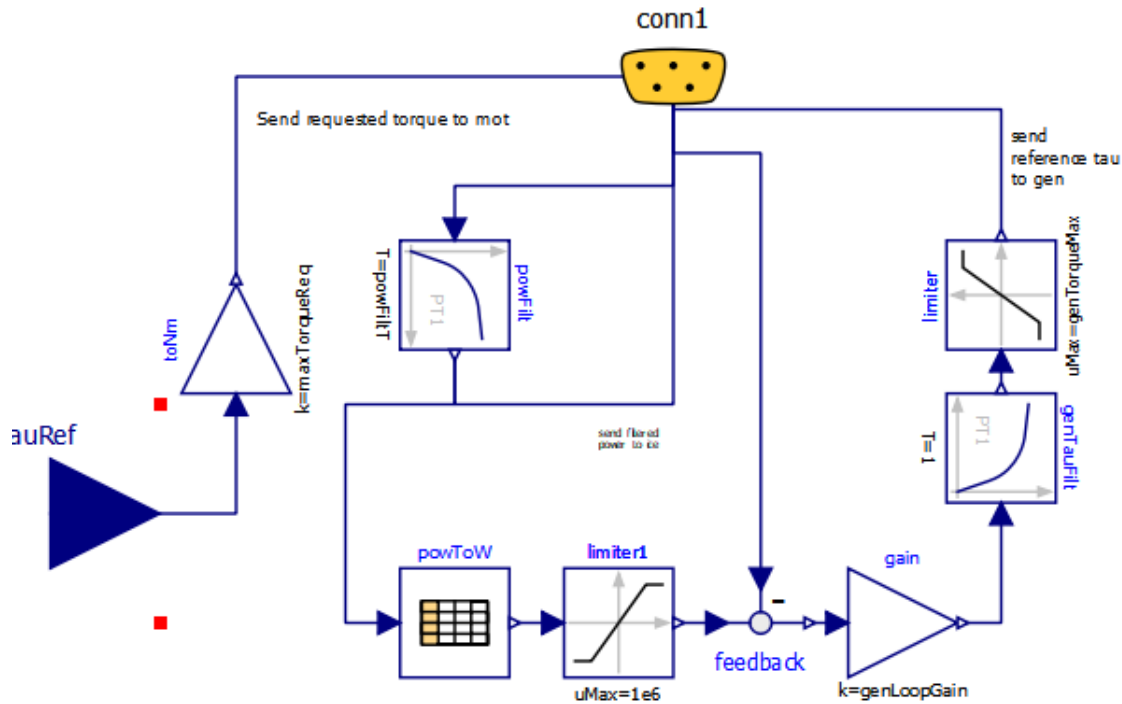 conn1
Send requested torque to mot
send
reference tau
to gen
toNm
k=maxTorqueReq
T=powFiltT
PT1
powFilt
limiter
uMax=genTorqueMax
auRef
send filtered
power to ice
T=1
PT1
genTauFilt
powToW
limiter1
gain
-
feedback
uMax=1e6
k=genLoopGain